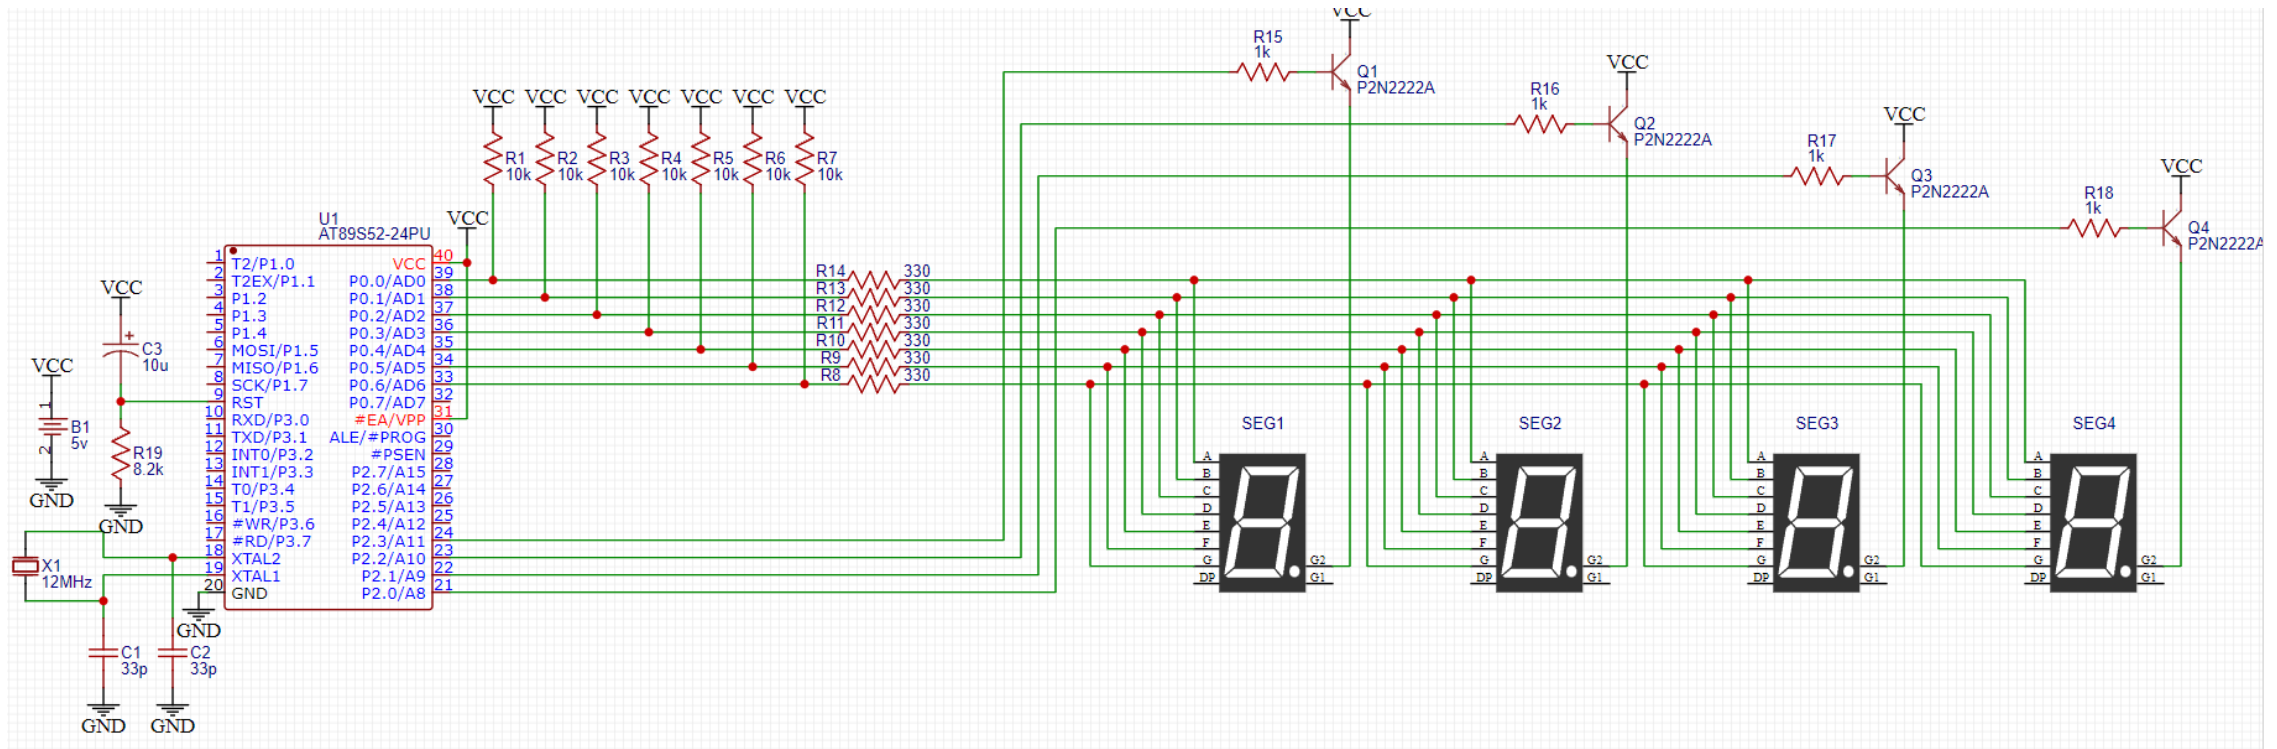 VCC
R15
1k
Q1
P2N2222A
VCC
R16
1k
Q2
P2N2222A
VCC
R17
1k
Q3
P2N2222A
VCC
R18
1k
Q4
P2N2222A
VCC VCC VCC VCC VCC VCC VCC
R1 R2 R3 R4 R5 R6 R7
10k 10k 10k 10k 10k 10k 10k
VCC
U1
AT89S52-24PU
1 T2/P1.0
2 T2EX/P1.1
3 P1.2
4 P1.3
5 P1.4
6 MOSI/P1.5
7 MISO/P1.6
8 SCK/P1.7
9 RST
10 RXD/P3.0
11 TXD/P3.1
12 INT0/P3.2
13 INT1/P3.3
14 T0/P3.4
15 T1/P3.5
16 #WR/P3.6
17 #RD/P3.7
18 XTAL2
19 XTAL1
20 GND
VCC 40
P0.0/AD0 39
P0.1/AD1 38
P0.2/AD2 37
P0.3/AD3 36
P0.4/AD4 35
P0.5/AD5 34
P0.6/AD6 33
P0.7/AD7 32
#EA/VPP 31
ALE/#PROG 30
#PSEN 29
P2.7/A15 28
P2.6/A14 27
P2.5/A13 26
P2.4/A12 25
P2.3/A11 24
P2.2/A10 23
P2.1/A9 22
P2.0/A8 21
R14 330
R13 330
R12 330
R11 330
R10 330
R9 330
R8 330
VCC
+
C3
10u
VCC
1
B1
5v
2
GND
R19
8.2k
GND
X1
12MHz
GND
C1
33p
C2
33p
GND GND
SEG1
A
B
C
D
E
F
G G2
DP G1
SEG2
A
B
C
D
E
F
G G2
DP G1
SEG3
A
B
C
D
E
F
G G2
DP G1
SEG4
A
B
C
D
E
F
G G2
DP G1